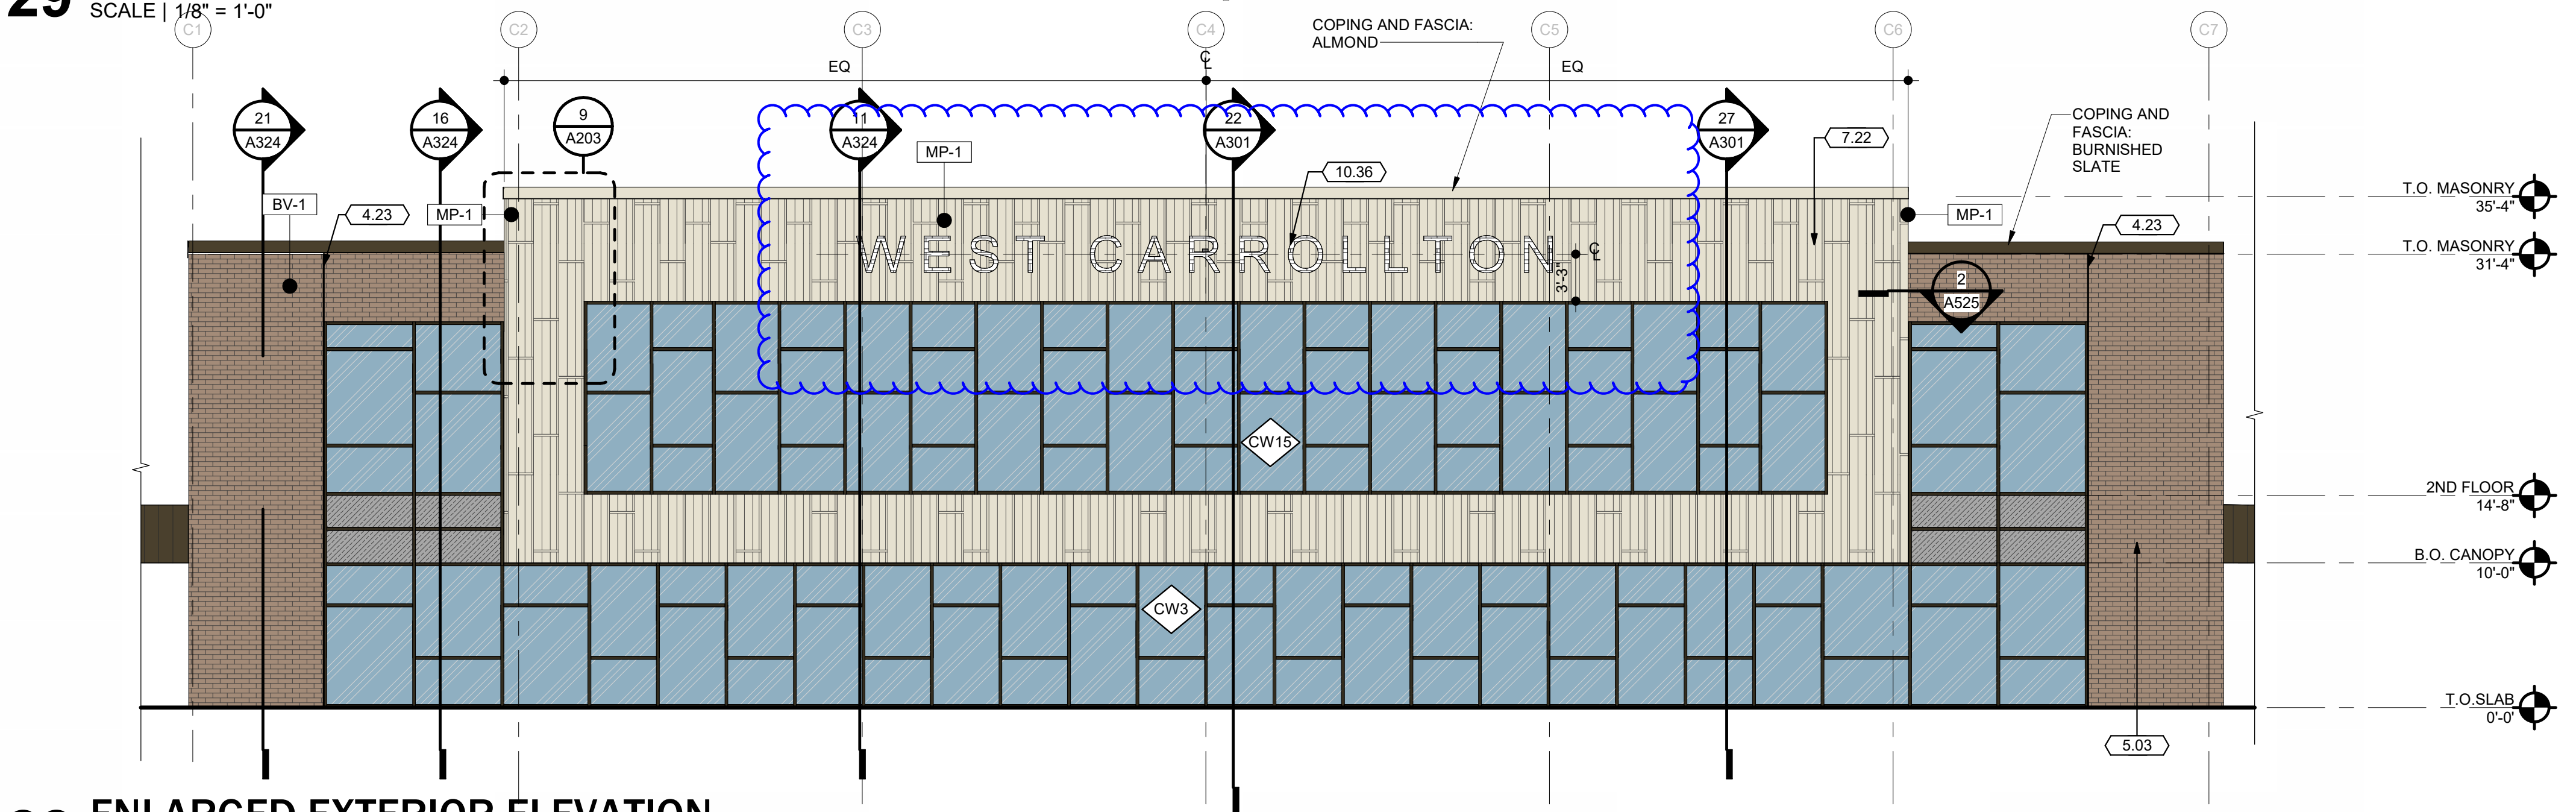 29
SCALE | 1/8" = 1'-0"
C1
C2
C3
C4
C5
C6
C7
COPING AND FASCIA:
ALMOND
EQ
EQ
21
A324
16
A324
9
A203
11
A324
22
A301
27
A301
7.22
COPING AND
FASCIA:
BURNISHED
SLATE
MP-1
10.36
BV-1
4.23
MP-1
MP-1
4.23
WEST CARROLLTON
3'-3"
2
A525
T.O. MASONRY
35'-4"
T.O. MASONRY
31'-4"
CW15
2ND FLOOR
14'-8"
B.O. CANOPY
10'-0"
CW3
T.O.SLAB
0'-0"
5.03
ENLARGED EXTERIOR ELEVATION